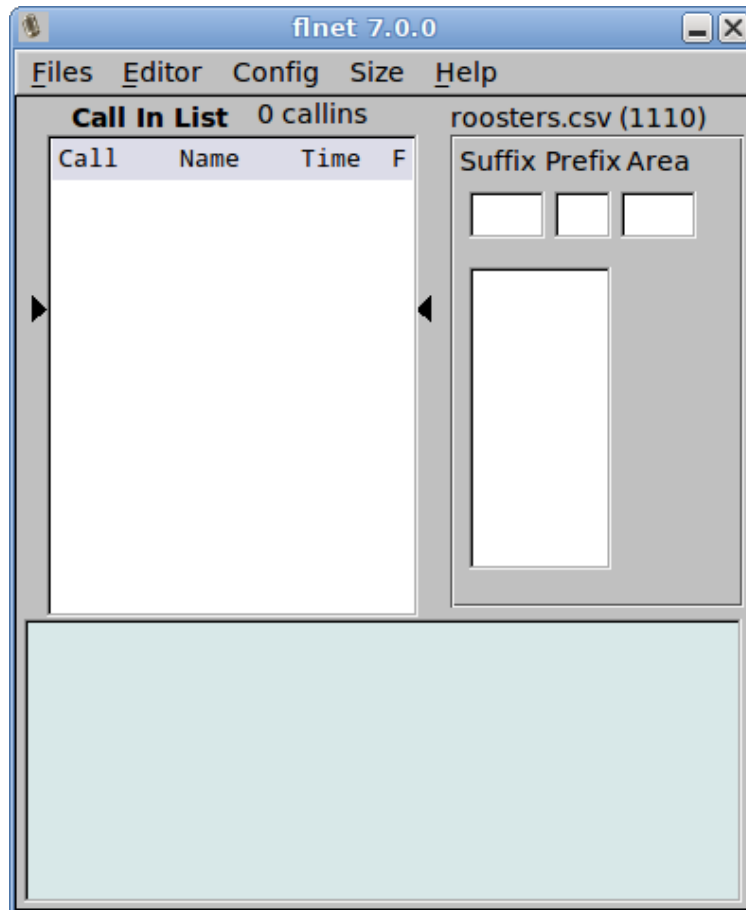 flnet 7.0.0
Files Editor Config Size Help
Call In List 0 callins
roosters.csv (1110)
Call Name Time F
Suffix Prefix Area